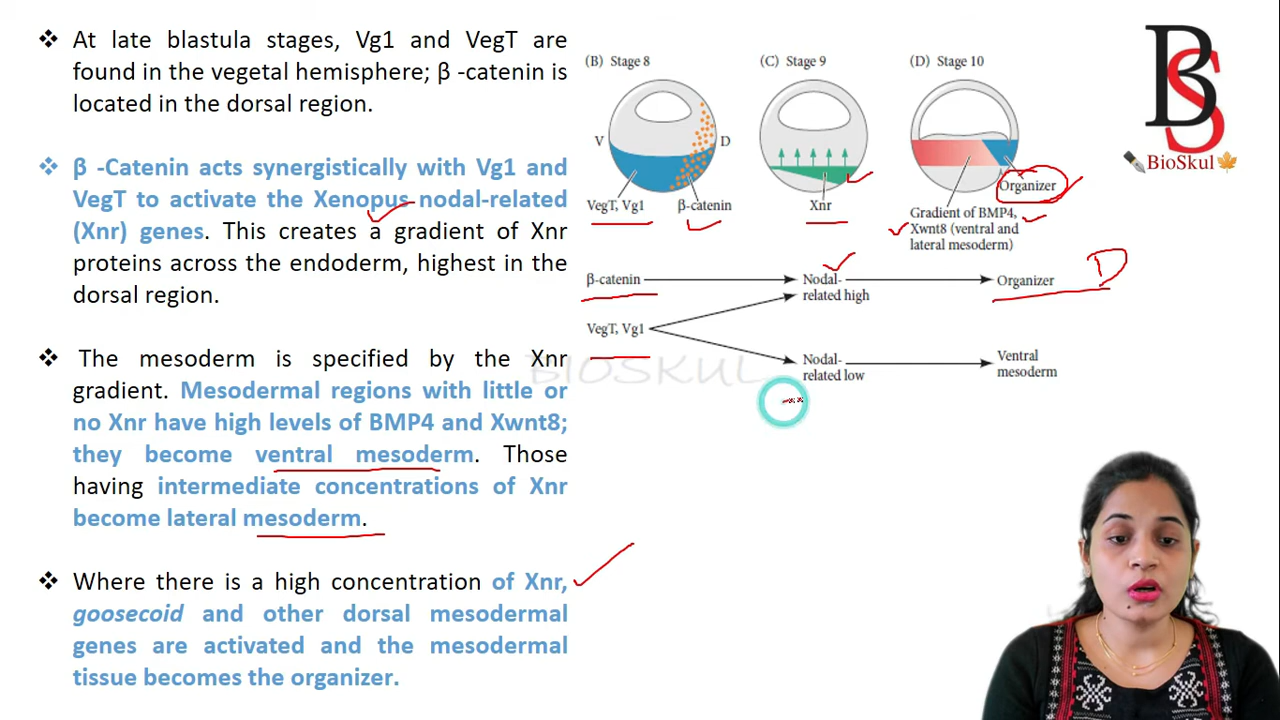 ❖ At late blastula stages, Vg1 and VegT are
found in the vegetal hemisphere; β -catenin is
located in the dorsal region.
❖ β -Catenin acts synergistically with Vg1 and
VegT to activate the Xenopus nodal-related
(Xnr) genes. This creates a gradient of Xnr
proteins across the endoderm, highest in the
dorsal region.
❖ The mesoderm is specified by the Xnr
gradient. Mesodermal regions with little or
no Xnr have high levels of BMP4 and Xwnt8;
they become ventral mesoderm. Those
having intermediate concentrations of Xnr
become lateral mesoderm.
❖ Where there is a high concentration of Xnr,
goosecoid and other dorsal mesodermal
genes are activated and the mesodermal
tissue becomes the organizer.
(B) Stage 8
V
D
VegT, Vg1
β-catenin
(C) Stage 9
Xnr
(D) Stage 10
Organizer
Gradient of BMP4,
Xwnt8 (ventral and
lateral mesoderm)
β-catenin
Nodal-
related high
Organizer
D
VegT, Vg1
Nodal-
related low
Ventral
mesoderm
BIOSKUL
BS
BioSkul